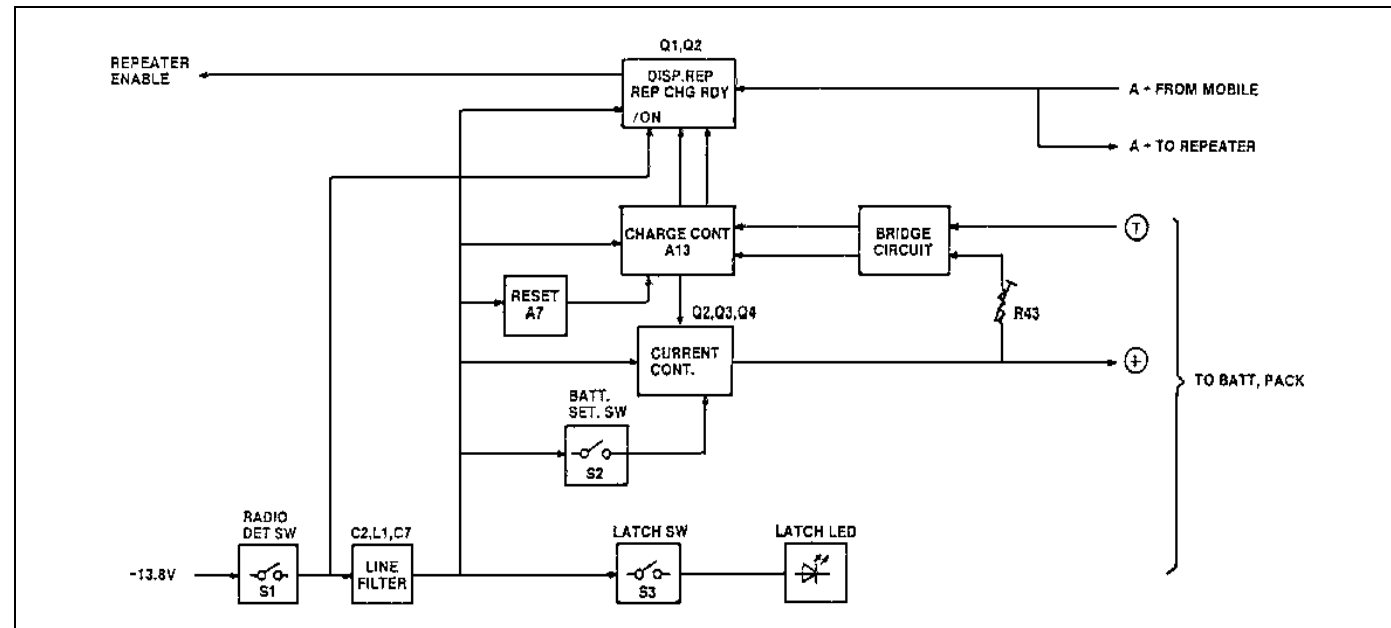 Q1,Q2
REPEATER
ENABLE
DISP.REP
REP CHG RDY
/ON
A + FROM MOBILE
A + TO REPEATER
CHARGE CONT
A13
BRIDGE
CIRCUIT
T
RESET
A7
Q2,Q3,Q4
R43
CURRENT
CONT.
+
TO BATT, PACK
BATT.
SET. SW
S2
RADIO
DET SW
C2,L1,C7
LATCH SW
LATCH LED
-13.8V
S1
LINE
FILTER
S3